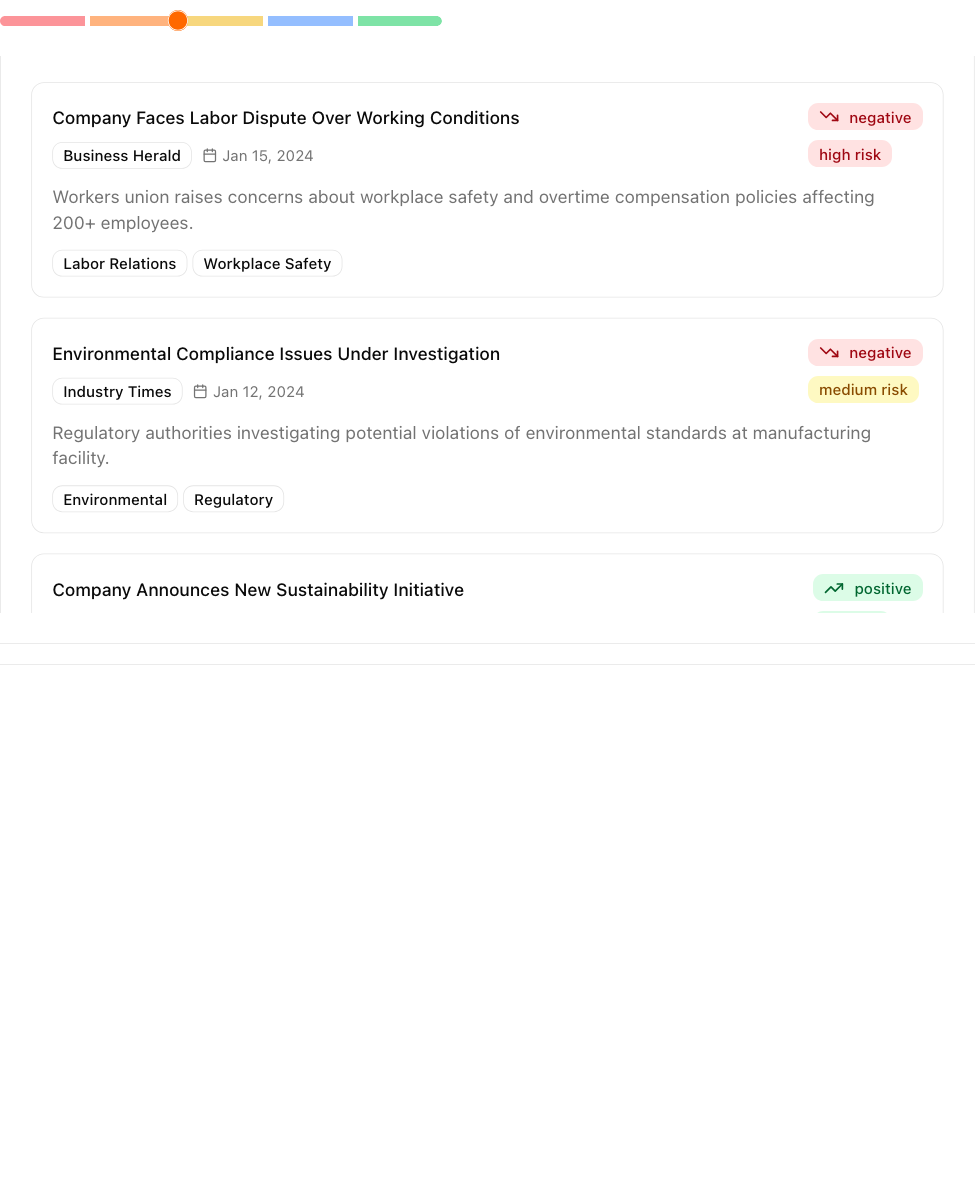 Company Faces Labor Dispute Over Working Conditions
negative
Business Herald
Jan 15, 2024
high risk
Workers union raises concerns about workplace safety and overtime compensation policies affecting
200+ employees.
Labor Relations
Workplace Safety
Environmental Compliance Issues Under Investigation
negative
Industry Times
Jan 12, 2024
medium risk
Regulatory authorities investigating potential violations of environmental standards at manufacturing
facility.
Environmental
Regulatory
Company Announces New Sustainability Initiative
positive